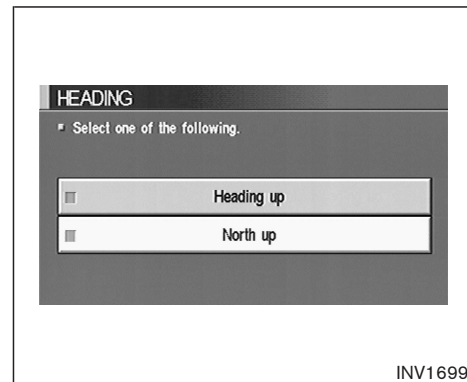 HEADING
Select one of the following.
Heading up
North up
INV1699